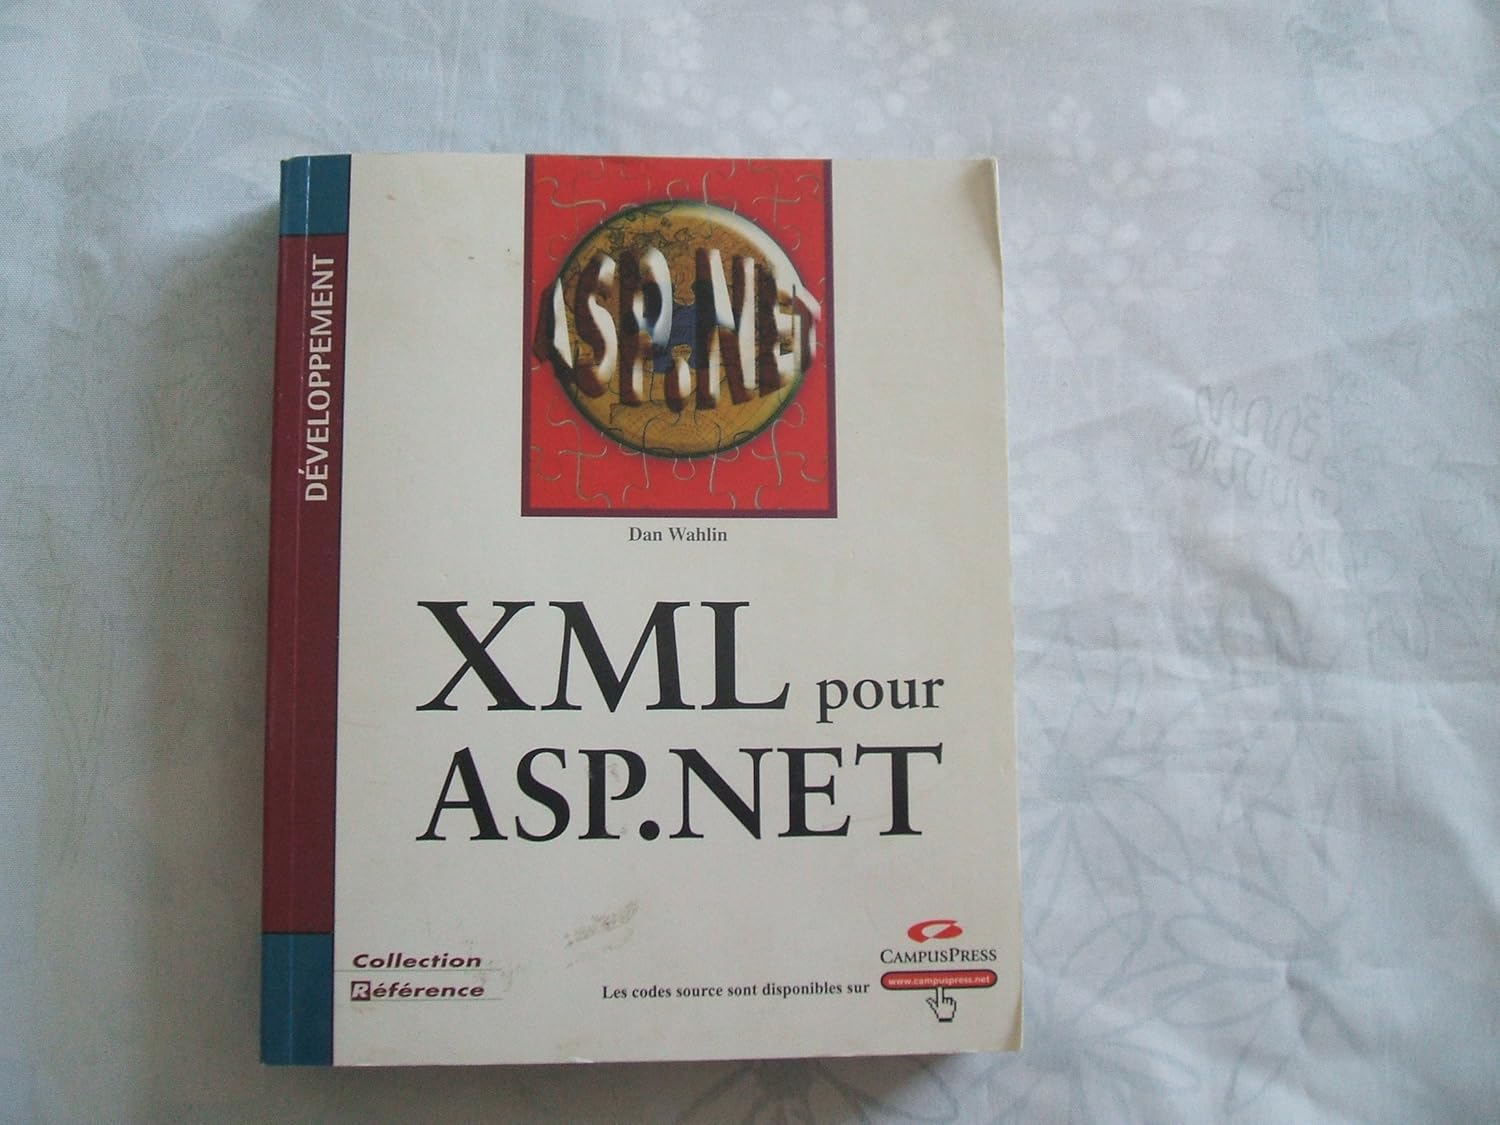 DÉVELOPPEMENT
ASP.NET
Dan Wahlin
XML pour
ASP.NET
Collection
Référence
Les codes source sont disponibles sur
CAMPUSPRESS
www.campuspress.net